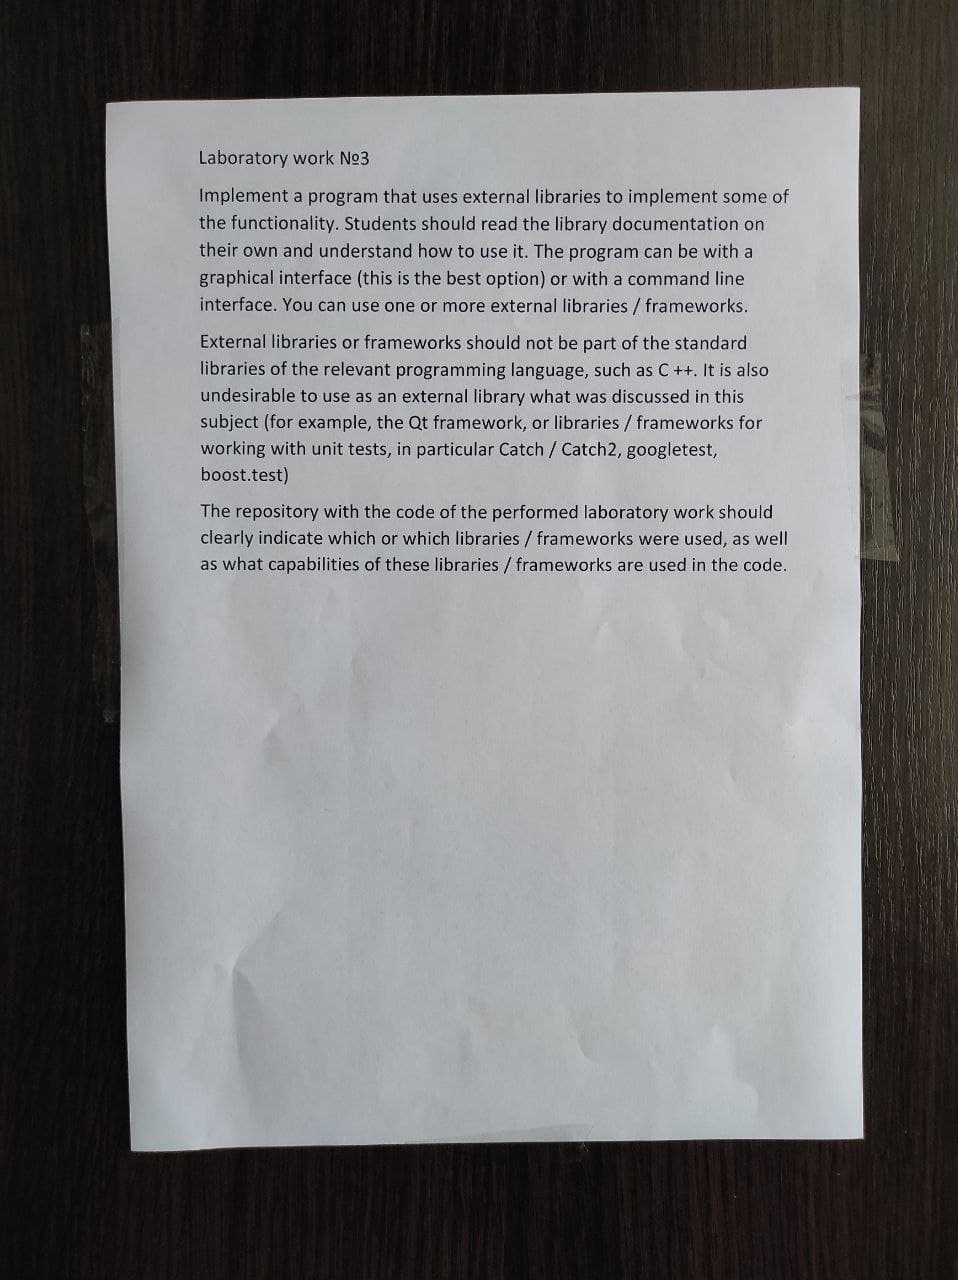 Laboratory work №3
Implement a program that uses external libraries to implement some of
the functionality. Students should read the library documentation on
their own and understand how to use it. The program can be with a
graphical interface (this is the best option) or with a command line
interface. You can use one or more external libraries / frameworks.
External libraries or frameworks should not be part of the standard
libraries of the relevant programming language, such as C ++. It is also
undesirable to use as an external library what was discussed in this
subject (for example, the Qt framework, or libraries / frameworks for
working with unit tests, in particular Catch / Catch2, googletest,
boost.test)
The repository with the code of the performed laboratory work should
clearly indicate which or which libraries / frameworks were used, as well
as what capabilities of these libraries / frameworks are used in the code.